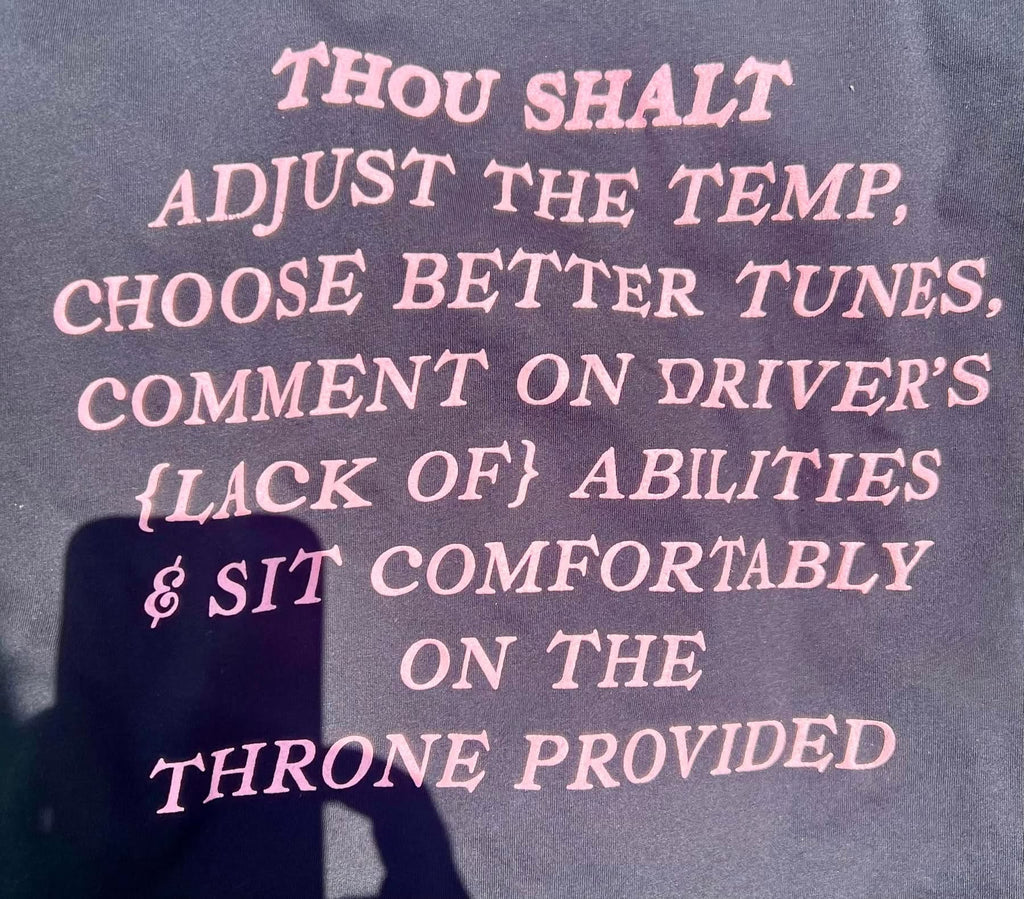 THOU SHALT
ADJUST THE TEMP,
CHOOSE BETTER TUNES,
COMMENT ON DRIVER'S
{LACK OF} ABILITIES
& SIT COMFORTABLY
ON THE
THRONE PROVIDED